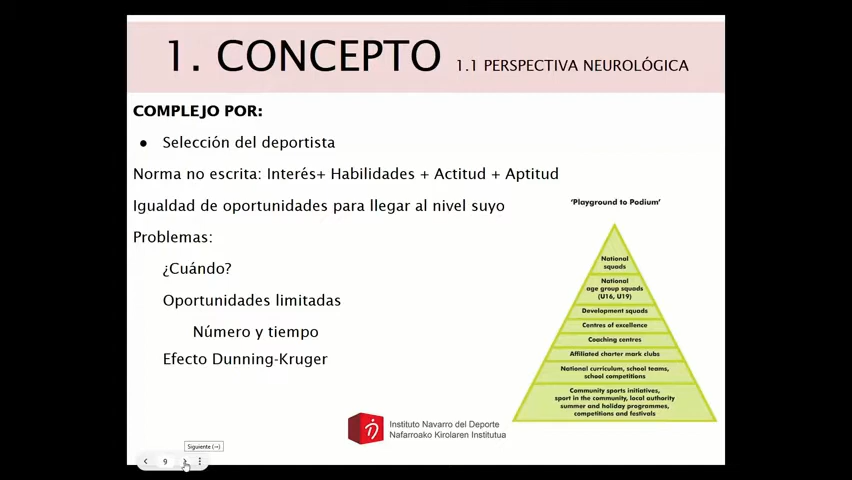 1. CONCEPTO 1.1 PERSPECTIVA NEUROLÓGICA
COMPLEJO POR:
● Selección del deportista
Norma no escrita: Interés+ Habilidades + Actitud + Aptitud
Igualdad de oportunidades para llegar al nivel suyo
Problemas:
¿Cuándo?
Oportunidades limitadas
Número y tiempo
Efecto Dunning-Kruger
'Playground to Podium'
National
squads
National
age group squads
(U16, U19)
Development squads
Centres of excellence
Coaching centres
Affiliated charter mark clubs
National curriculum, school teams,
school competitions
Community sports initiatives,
sport in the community, local authority
summer and holiday programmes,
competitions and festivals
Instituto Navarro del Deporte
Nafarroako Kirolaren Institutua
Siguiente (→)
9